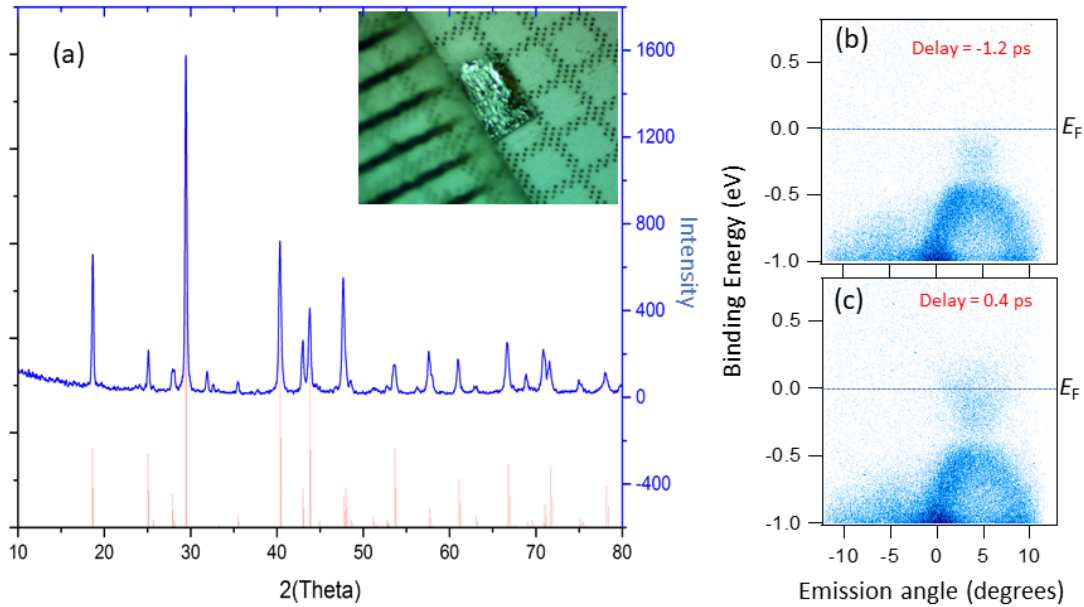 (a)
1600
1200
800
400
0
-400
Intensity
10
20
30
40
50
60
70
80
2(Theta)
(b)
Delay = -1.2 ps
0.5
0.0
-0.5
-1.0
E_F
(c)
Delay = 0.4 ps
0.5
0.0
-0.5
-1.0
E_F
Binding Energy (eV)
-10
-5
0
5
10
Emission angle (degrees)